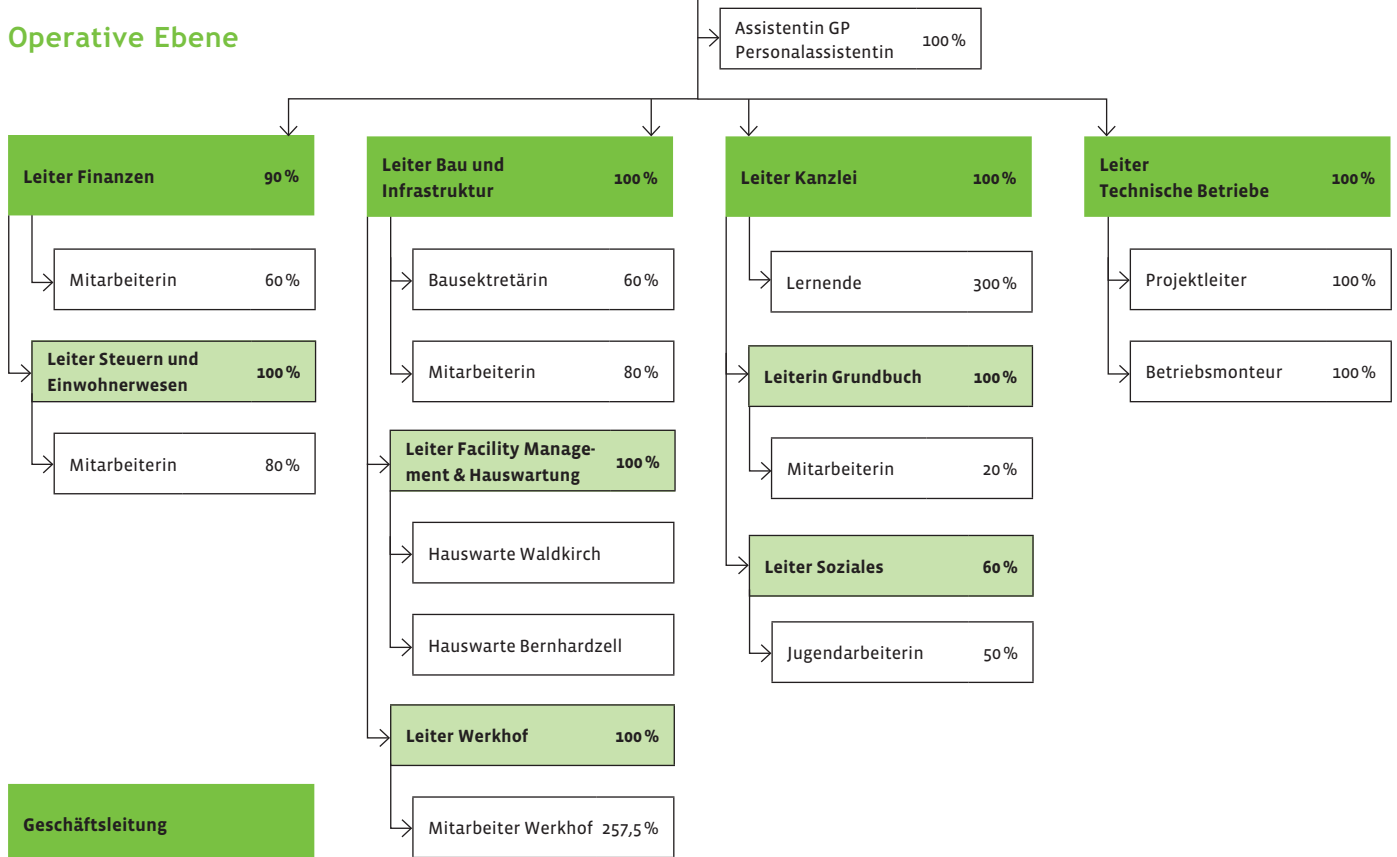 Operative Ebene
Assistentin GP
Personalassistentin 100 %
Leiter Finanzen 90 %
Mitarbeiterin 60 %
Leiter Steuern und
Einwohnerwesen 100 %
Mitarbeiterin 80 %
Leiter Bau und
Infrastruktur 100 %
Bausektretärin 60 %
Mitarbeiterin 80 %
Leiter Facility Manage-
ment & Hauswartung 100 %
Hauswarte Waldkirch
Hauswarte Bernhardzell
Leiter Werkhof 100 %
Mitarbeiter Werkhof 257,5 %
Leiter Kanzlei 100 %
Lernende 300 %
Leiterin Grundbuch 100 %
Mitarbeiterin 20 %
Leiter Soziales 60 %
Jugendarbeiterin 50 %
Leiter
Technische Betriebe 100 %
Projektleiter 100 %
Betriebsmonteur 100 %
Geschäftsleitung